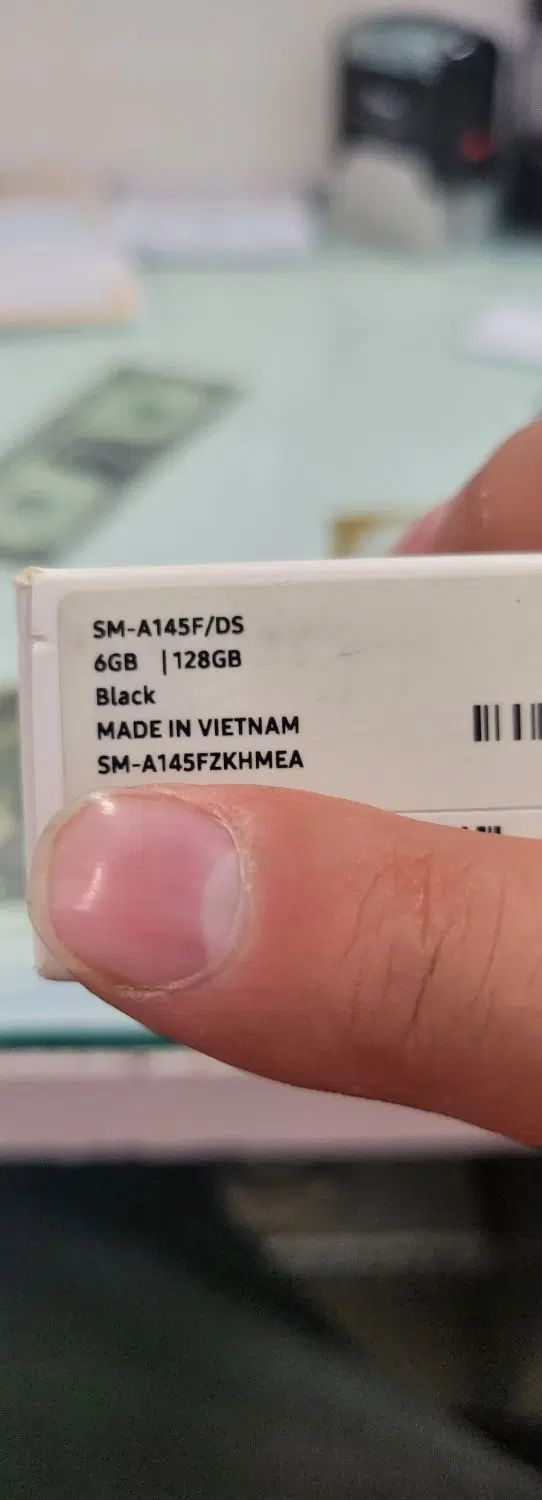 SM-A145F/DS
6GB | 128GB
Black
MADE IN VIETNAM
SM-A145FZKHMEA